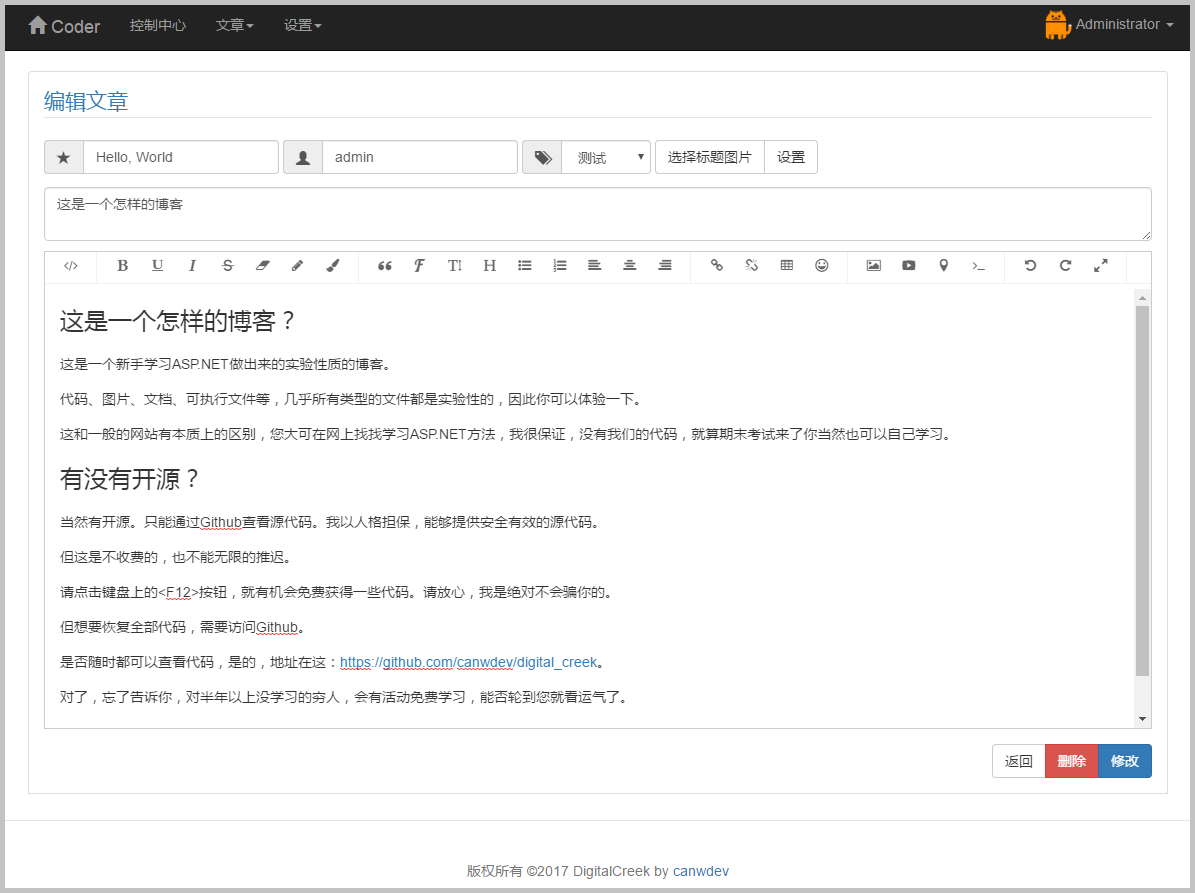 Coder 控制中心 文章 设置 Administrator
编辑文章
Hello, World admin 测试 选择标题图片 设置
这是一个怎样的博客
这是一个怎样的博客？
这是一个新手学习ASP.NET做出来的实验性质的博客。
代码、图片、文档、可执行文件等，几乎所有类型的文件都是实验性的，因此你可以体验一下。
这和一般的网站有本质上的区别，您大可在网上找找学习ASP.NET方法，我很保证，没有我们的代码，就算期末考试来了你当然也可以自己学习。
有没有开源？
当然有开源。只能通过Github查看源代码。我以人格担保，能够提供安全有效的源代码。
但这是不收费的，也不能无限的推迟。
请点击键盘上的<F12>按钮，就有机会免费获得一些代码。请放心，我是绝对不会骗你的。
但想要恢复全部代码，需要访问Github。
是否随时都可以查看代码，是的，地址在这：https://github.com/canwdev/digital_creek。
对了，忘了告诉你，对半年以上没学习的穷人，会有活动免费学习，能否轮到您就看运气了。
返回 删除 修改
版权所有 ©2017 DigitalCreek by canwdev